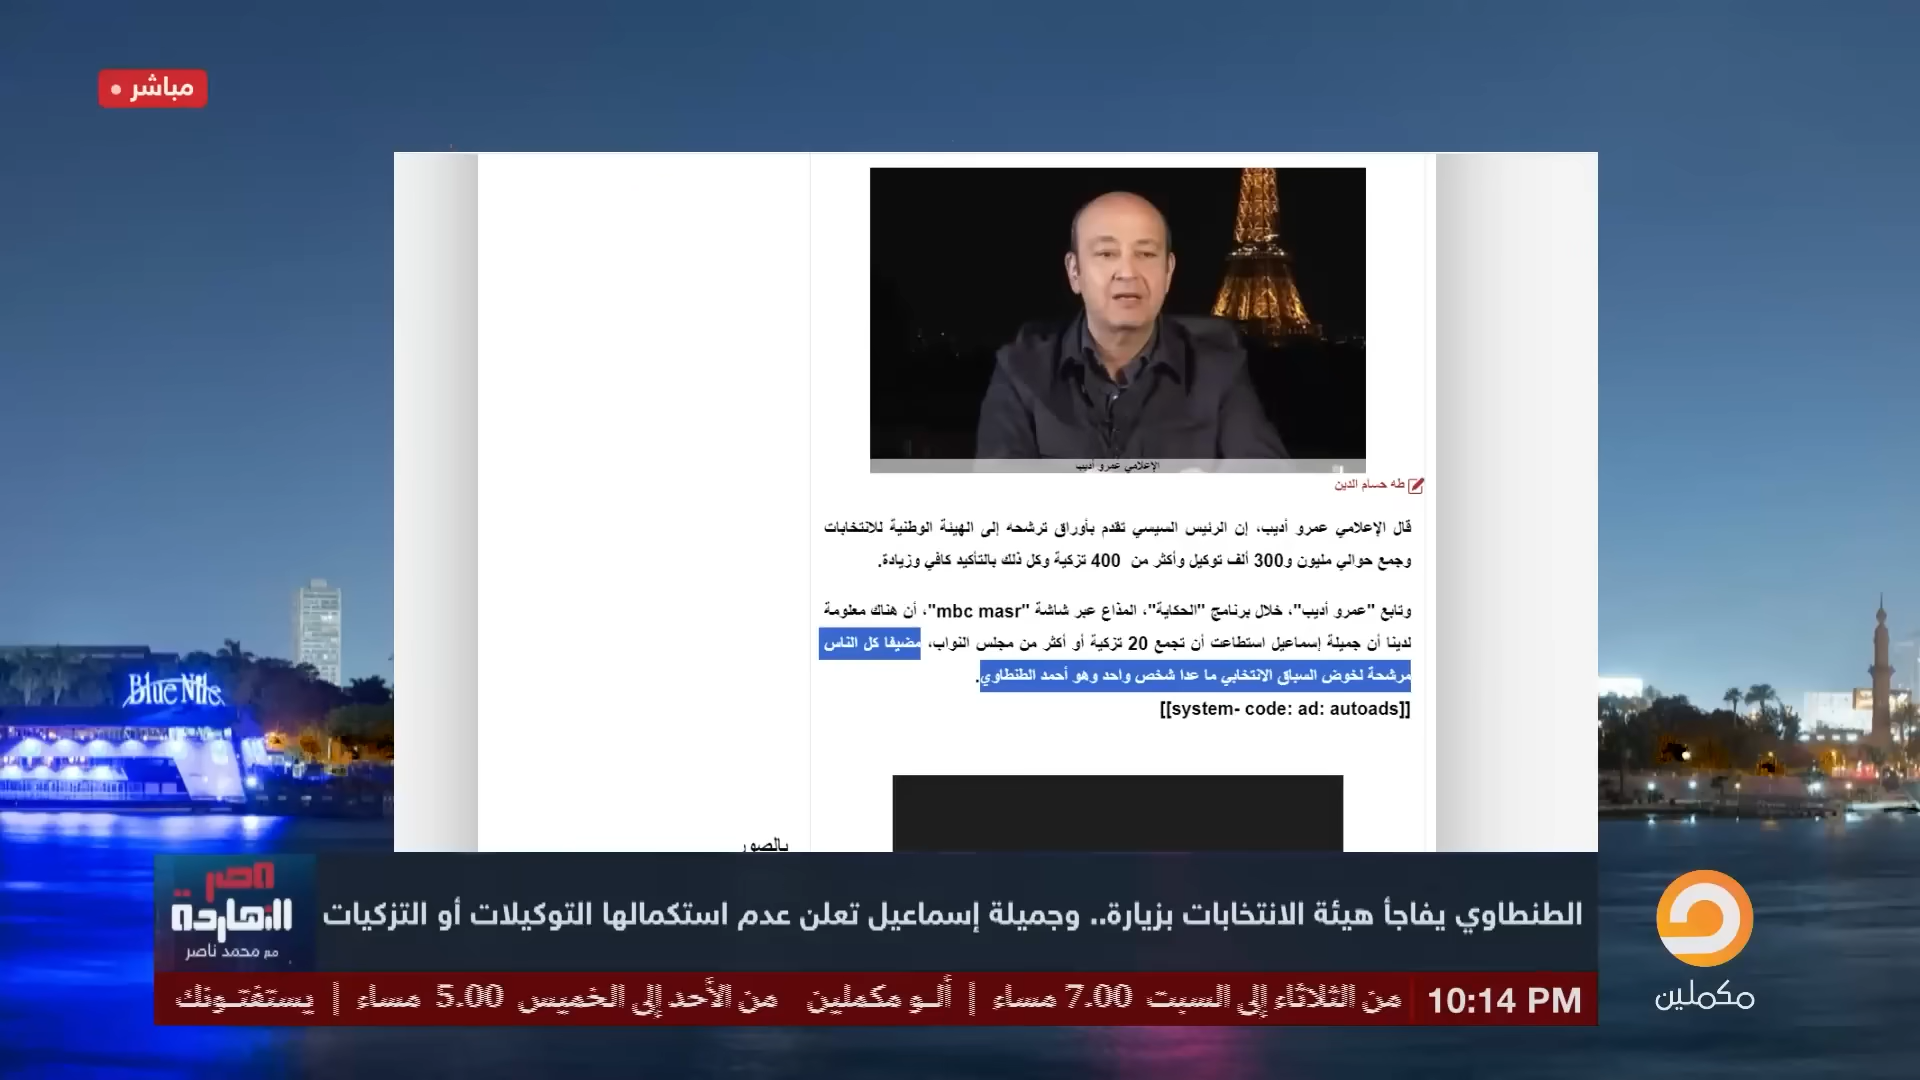 مباشر
الإعلامي عمرو أديب
طه حسام الدين
قال الإعلامي عمرو أديب، إن الرئيس السيسي تقدم بأوراق ترشحه إلى الهيئة الوطنية للانتخابات
وجمع حوالي مليون و300 ألف توكيل وأكثر من 400 تزكية وكل ذلك بالتأكيد كافي وزيادة.
وتابع "عمرو أديب"، خلال برنامج "الحكاية"، المذاع عبر شاشة "mbc masr"، أن هناك معلومة
لدينا أن جميلة إسماعيل استطاعت أن تجمع 20 تزكية أو أكثر من مجلس النواب، مضيفا كل الناس
مرشحة لخوض السباق الانتخابي ما عدا شخص واحد وهو أحمد الطنطاوي.
[[system- code: ad: autoads]]
بالصور
Blue Nile
الطنطاوي يفاجأ هيئة الانتخابات بزيارة.. وجميلة إسماعيل تعلن عدم استكمالها التوكيلات أو التزكيات
مصر
النهاردة
مع محمد ناصر
10:14 PM
من الثلاثاء إلى السبت 7.00 مساء | ألـو مكملين من الأحد إلى الخميس 5.00 مساء | يستفتـونك
مكملين